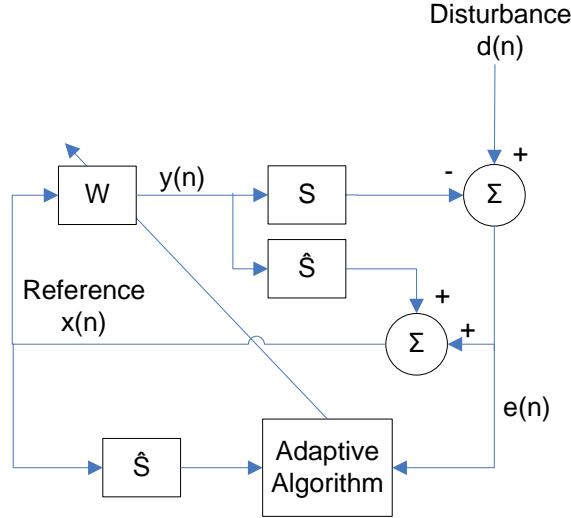 Disturbance
d(n)
+
-
Σ
W
y(n)
S
Ŝ
+
+
Σ
Reference
x(n)
e(n)
Ŝ
Adaptive
Algorithm